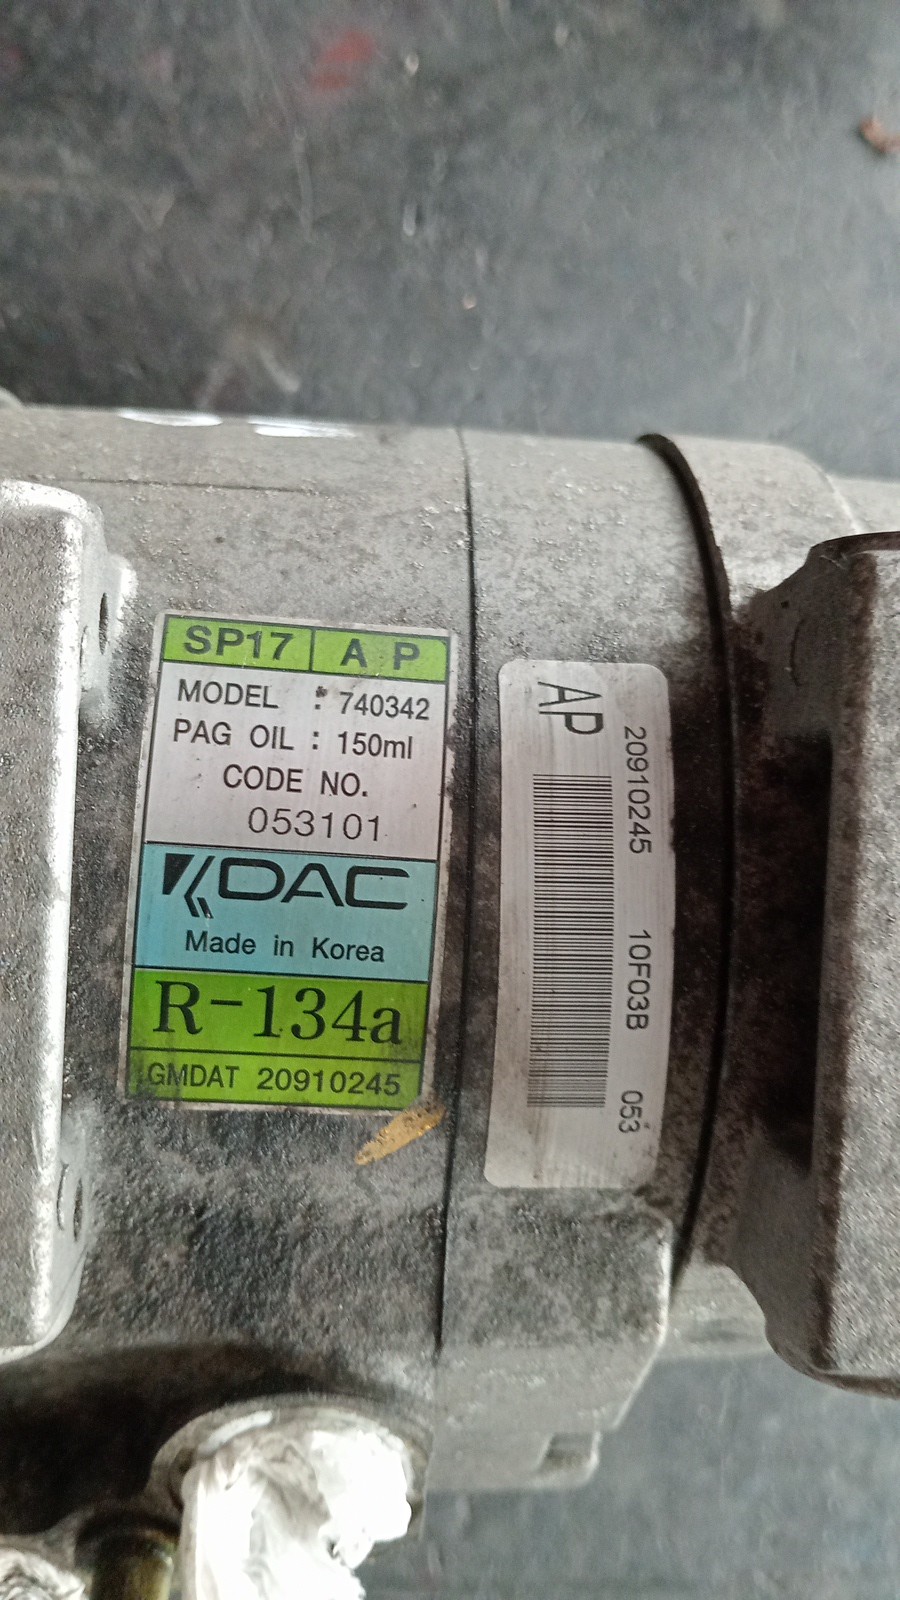 SP17 A P
MODEL : 740342
PAG OIL : 150ml
CODE NO.
053101
KDAC
Made in Korea
R-134a
GMDAT 20910245
AP
20910245 10F03B 053